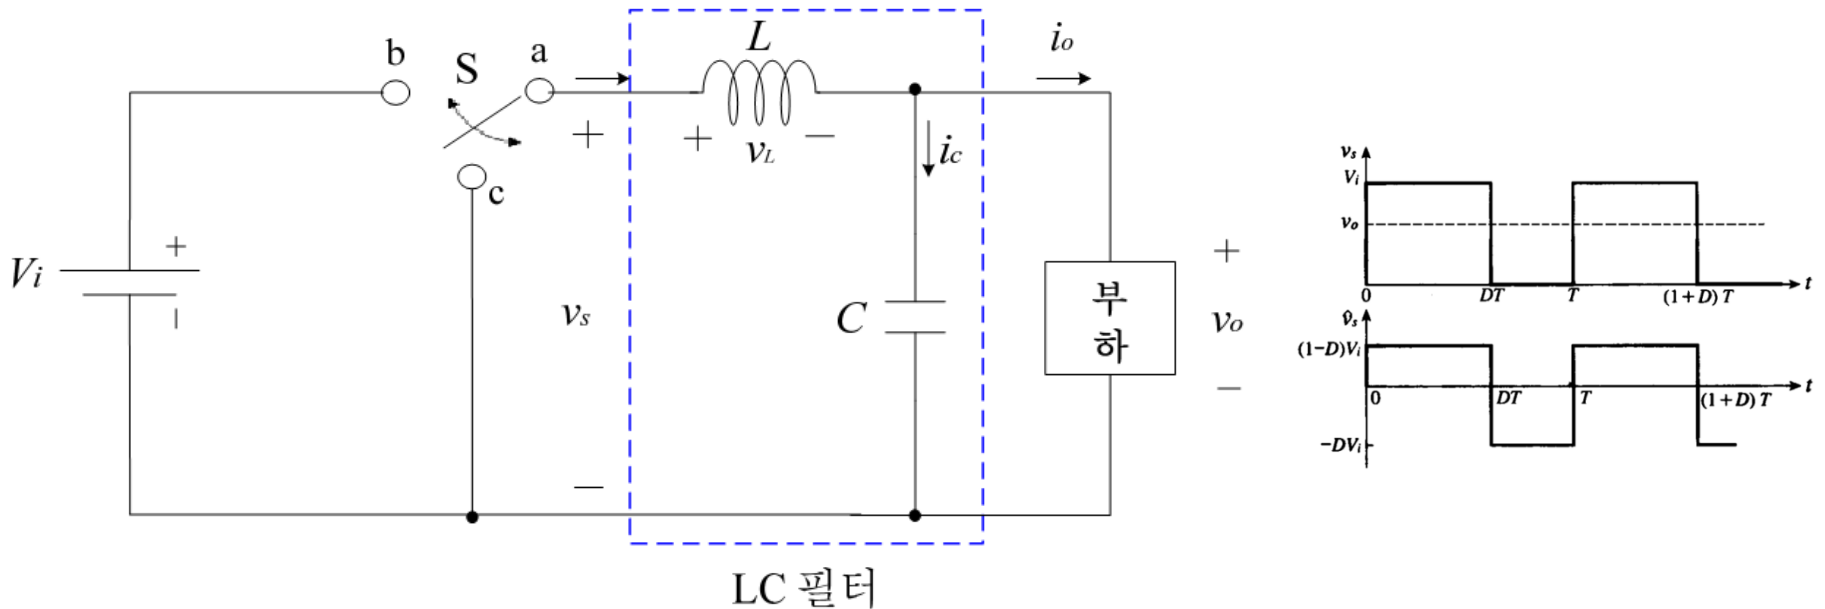 b
S
a
L
i_o
+
+
v_L
−
i_c
c
V_i
+
−
v_s
C
부
하
+
v_o
−
−
LC 필터
v_s
V_i
v_o
0
DT
T
(1+D)T
t
v̂_s
(1−D)V_i
0
DT
T
(1+D)T
t
−DV_i